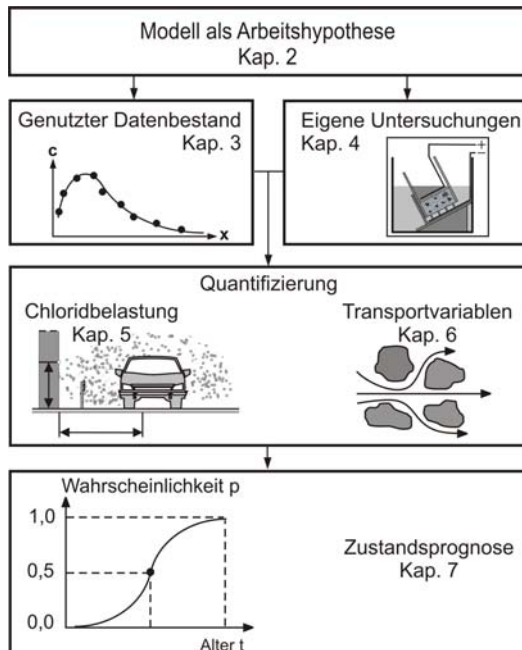 Modell als Arbeitshypothese
Kap. 2
Genutzter Datenbestand
Kap. 3
c
x
Eigene Untersuchungen
Kap. 4
+
−
Quantifizierung
Chloridbelastung
Kap. 5
Transportvariablen
Kap. 6
Wahrscheinlichkeit p
1,0
0,5
0,0
Alter t
Zustandsprognose
Kap. 7